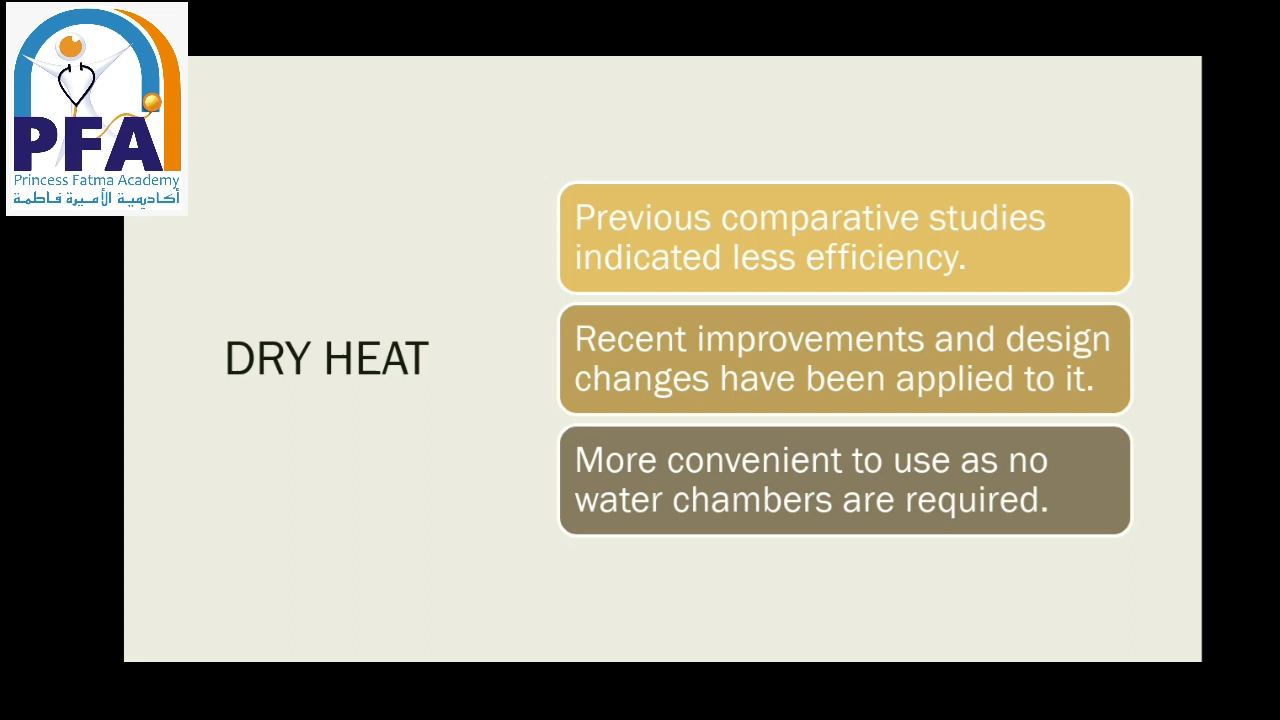 PFA
Princess Fatma Academy
أكاديمية الأميرة فاطمة
DRY HEAT
Previous comparative studies
indicated less efficiency.
Recent improvements and design
changes have been applied to it.
More convenient to use as no
water chambers are required.